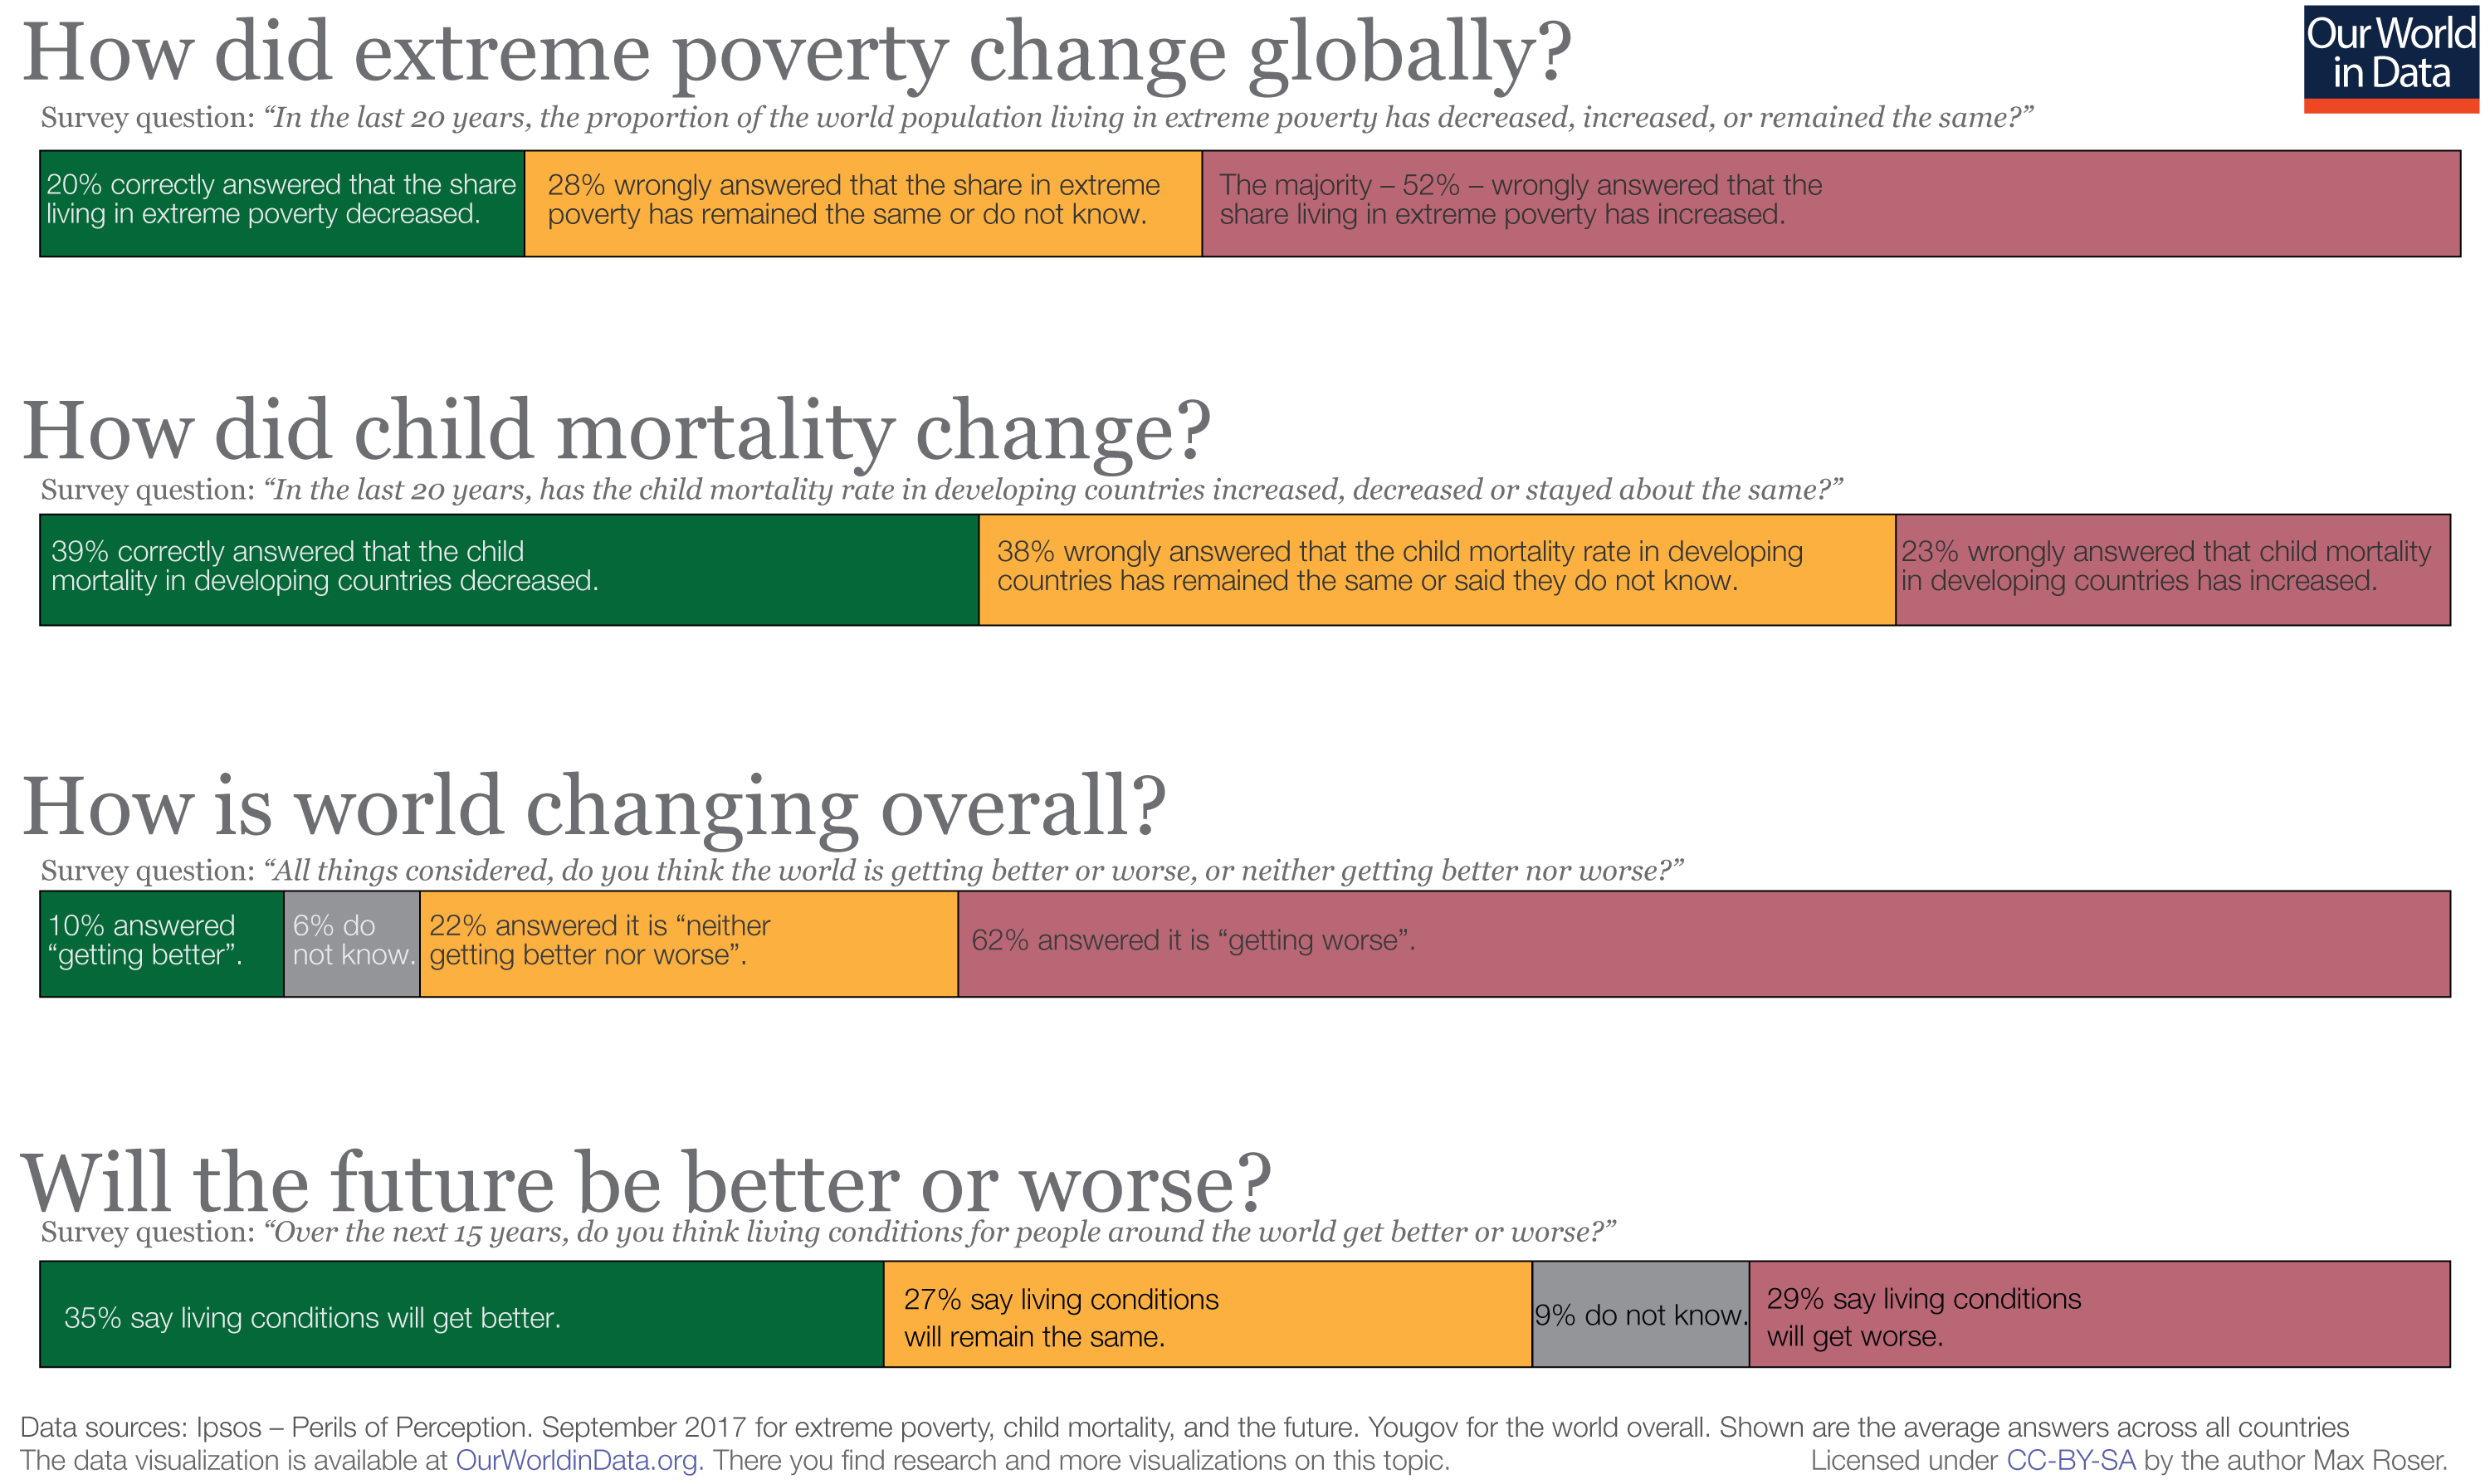 How did extreme poverty change globally?
Our World
in Data
Survey question: “In the last 20 years, the proportion of the world population living in extreme poverty has decreased, increased, or remained the same?”
20% correctly answered that the share
living in extreme poverty decreased.
28% wrongly answered that the share in extreme
poverty has remained the same or do not know.
The majority – 52% – wrongly answered that the
share living in extreme poverty has increased.
How did child mortality change?
Survey question: “In the last 20 years, has the child mortality rate in developing countries increased, decreased or stayed about the same?”
39% correctly answered that the child
mortality in developing countries decreased.
38% wrongly answered that the child mortality rate in developing
countries has remained the same or said they do not know.
23% wrongly answered that child mortality
in developing countries has increased.
How is world changing overall?
Survey question: “All things considered, do you think the world is getting better or worse, or neither getting better nor worse?”
10% answered
“getting better”.
6% do
not know.
22% answered it is “neither
getting better nor worse”.
62% answered it is “getting worse”.
Will the future be better or worse?
Survey question: “Over the next 15 years, do you think living conditions for people around the world get better or worse?”
35% say living conditions will get better.
27% say living conditions
will remain the same.
9% do not know.
29% say living conditions
will get worse.
Data sources: Ipsos – Perils of Perception. September 2017 for extreme poverty, child mortality, and the future. Yougov for the world overall. Shown are the average answers across all countries
The data visualization is available at OurWorldinData.org. There you find research and more visualizations on this topic.
Licensed under CC-BY-SA by the author Max Roser.